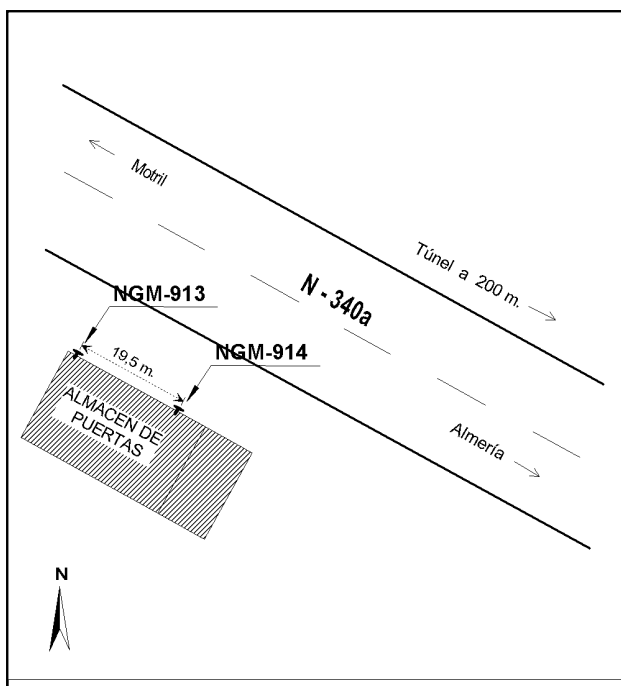 Motril
Túnel a 200 m.
N - 340a
NGM-913
19,5 m.
NGM-914
ALMACEN DE
PUERTAS
Almería
N